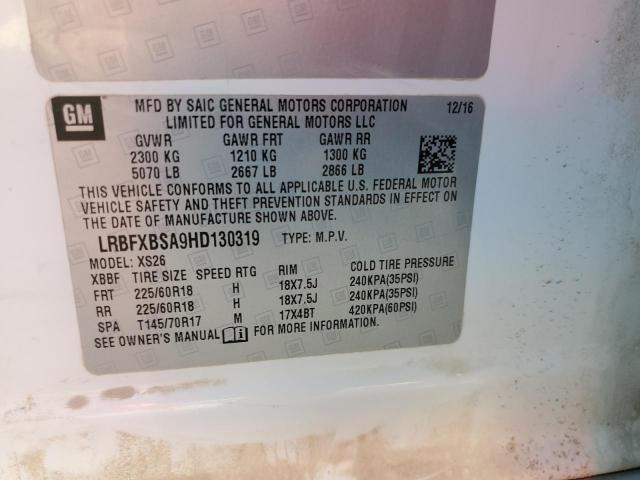 GM
MFD BY SAIC GENERAL MOTORS CORPORATION 12/16
LIMITED FOR GENERAL MOTORS LLC
GVWR GAWR FRT GAWR RR
2300 KG 1210 KG 1300 KG
5070 LB 2667 LB 2866 LB
THIS VEHICLE CONFORMS TO ALL APPLICABLE U.S. FEDERAL MOTOR
VEHICLE SAFETY AND THEFT PREVENTION STANDARDS IN EFFECT ON
THE DATE OF MANUFACTURE SHOWN ABOVE.
LRBFXBSA9HD130319 TYPE: M.P.V.
MODEL: XS26
XBBF TIRE SIZE SPEED RTG RIM COLD TIRE PRESSURE
FRT 225/60R18 H 18X7.5J 240KPA(35PSI)
RR 225/60R18 H 18X7.5J 240KPA(35PSI)
SPA T145/70R17 M 17X4BT 420KPA(60PSI)
SEE OWNER'S MANUAL FOR MORE INFORMATION